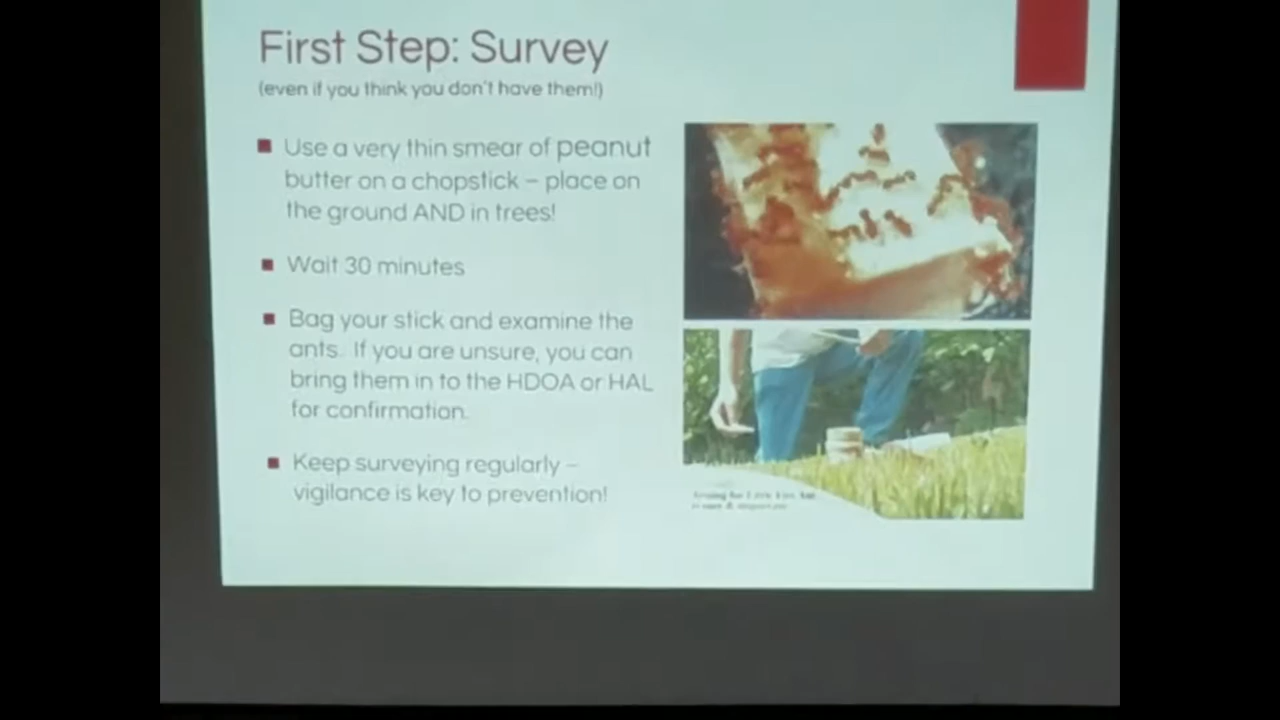 First Step: Survey
(even if you think you don't have them!)
Use a very thin smear of peanut
butter on a chopstick – place on
the ground AND in trees!
Wait 30 minutes
Bag your stick and examine the
ants. If you are unsure, you can
bring them in to the HDOA or HAL
for confirmation.
Keep surveying regularly –
vigilance is key to prevention!